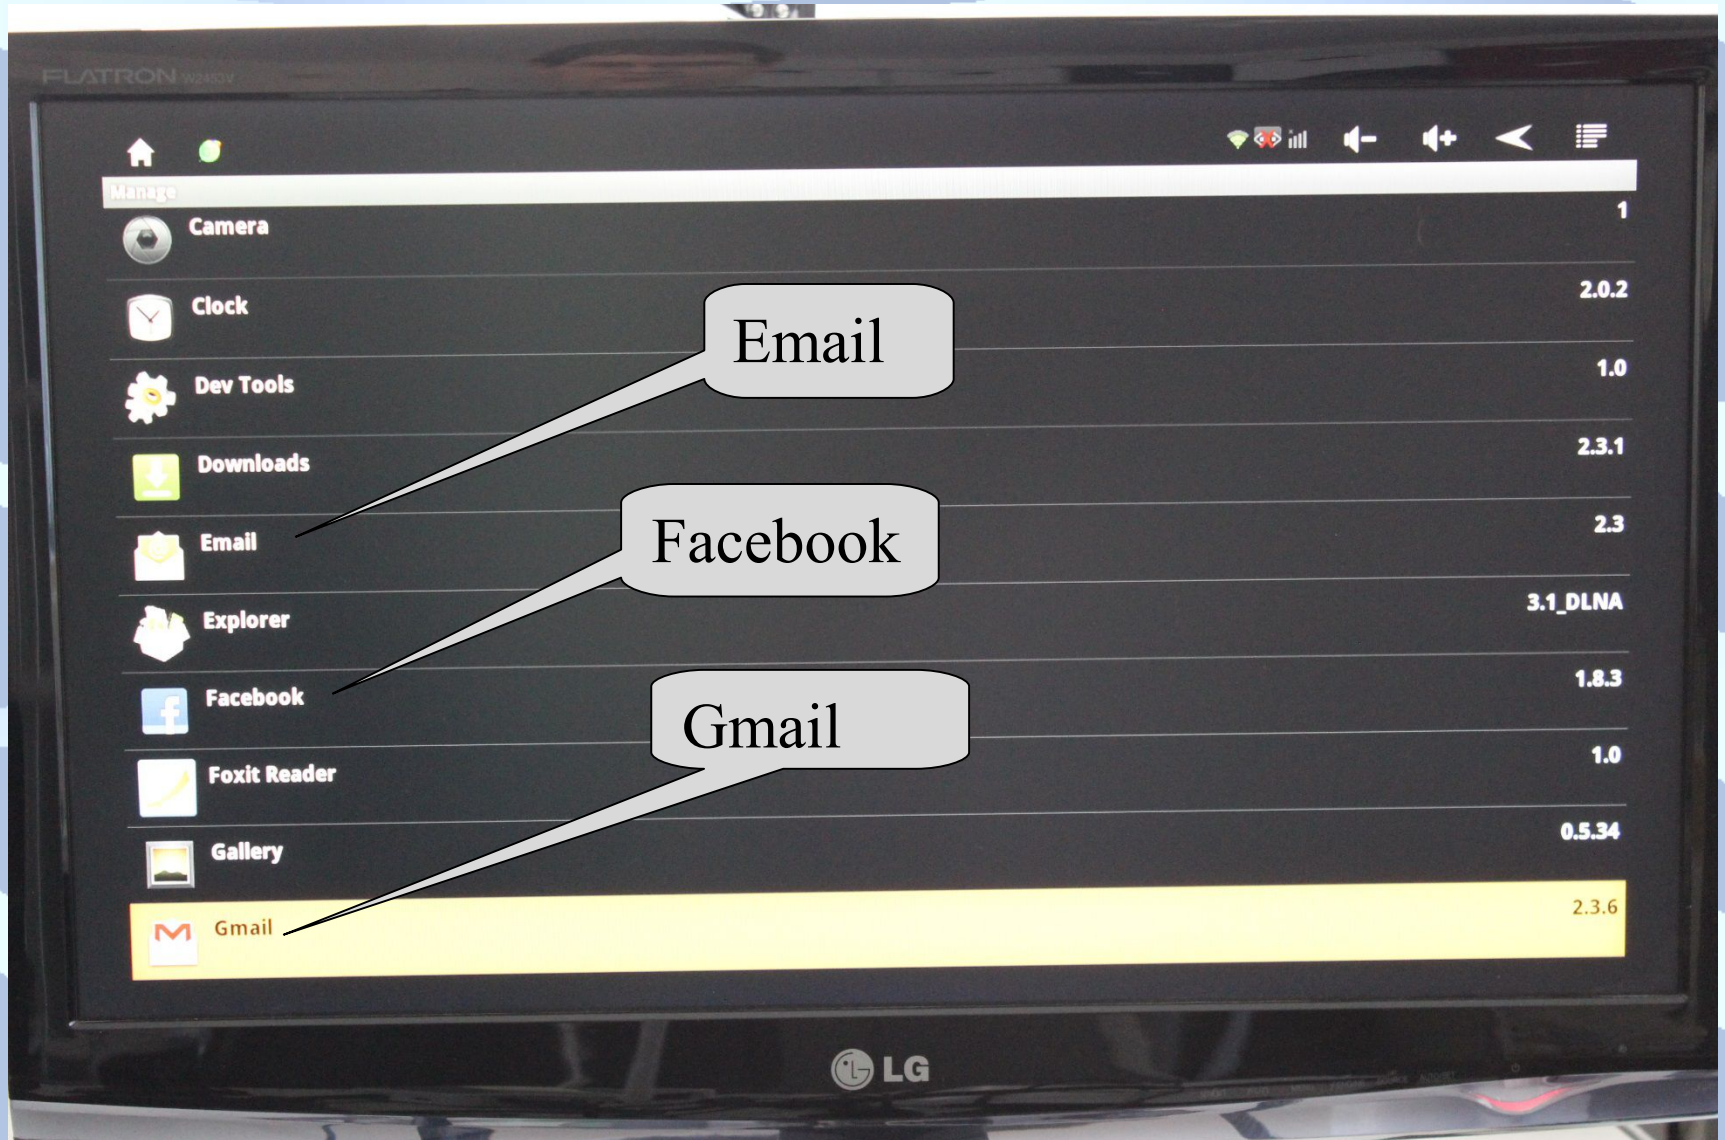 FLATRON W2453V
Manage
Camera 1
Clock 2.0.2
Email
Dev Tools 1.0
Downloads 2.3.1
Email 2.3
Facebook
Explorer 3.1_DLNA
Facebook 1.8.3
Gmail
Foxit Reader 1.0
Gallery 0.5.34
Gmail 2.3.6
LG